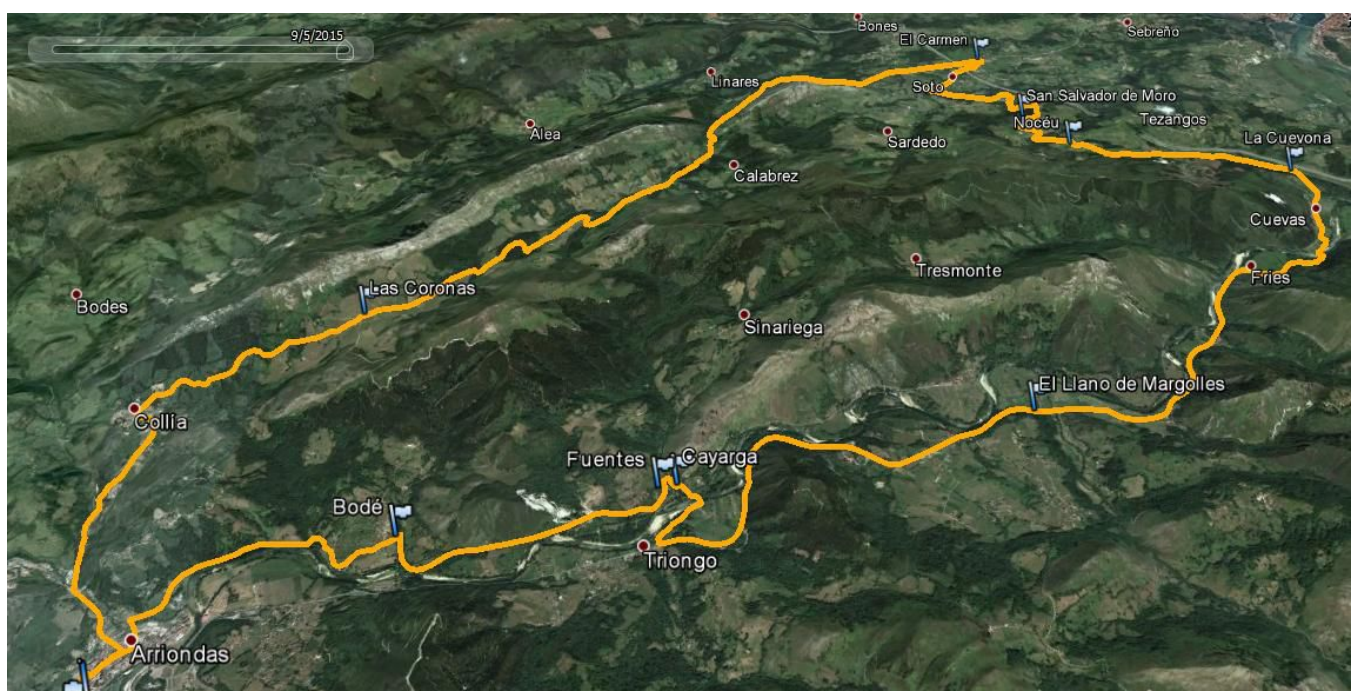 9/5/2015
Bones
Sebreño
El Carmen
Linares
Soto
San Salvador de Moro
Alea
Nocéu
Tezangos
Sardedo
La Cuevona
Calabrez
Cuevas
Tresmonte
Fries
Las Coronas
Bodes
Sinariega
El Llano de Margolles
Collía
Fuentes
Cayarga
Bodé
Triongo
Arriondas